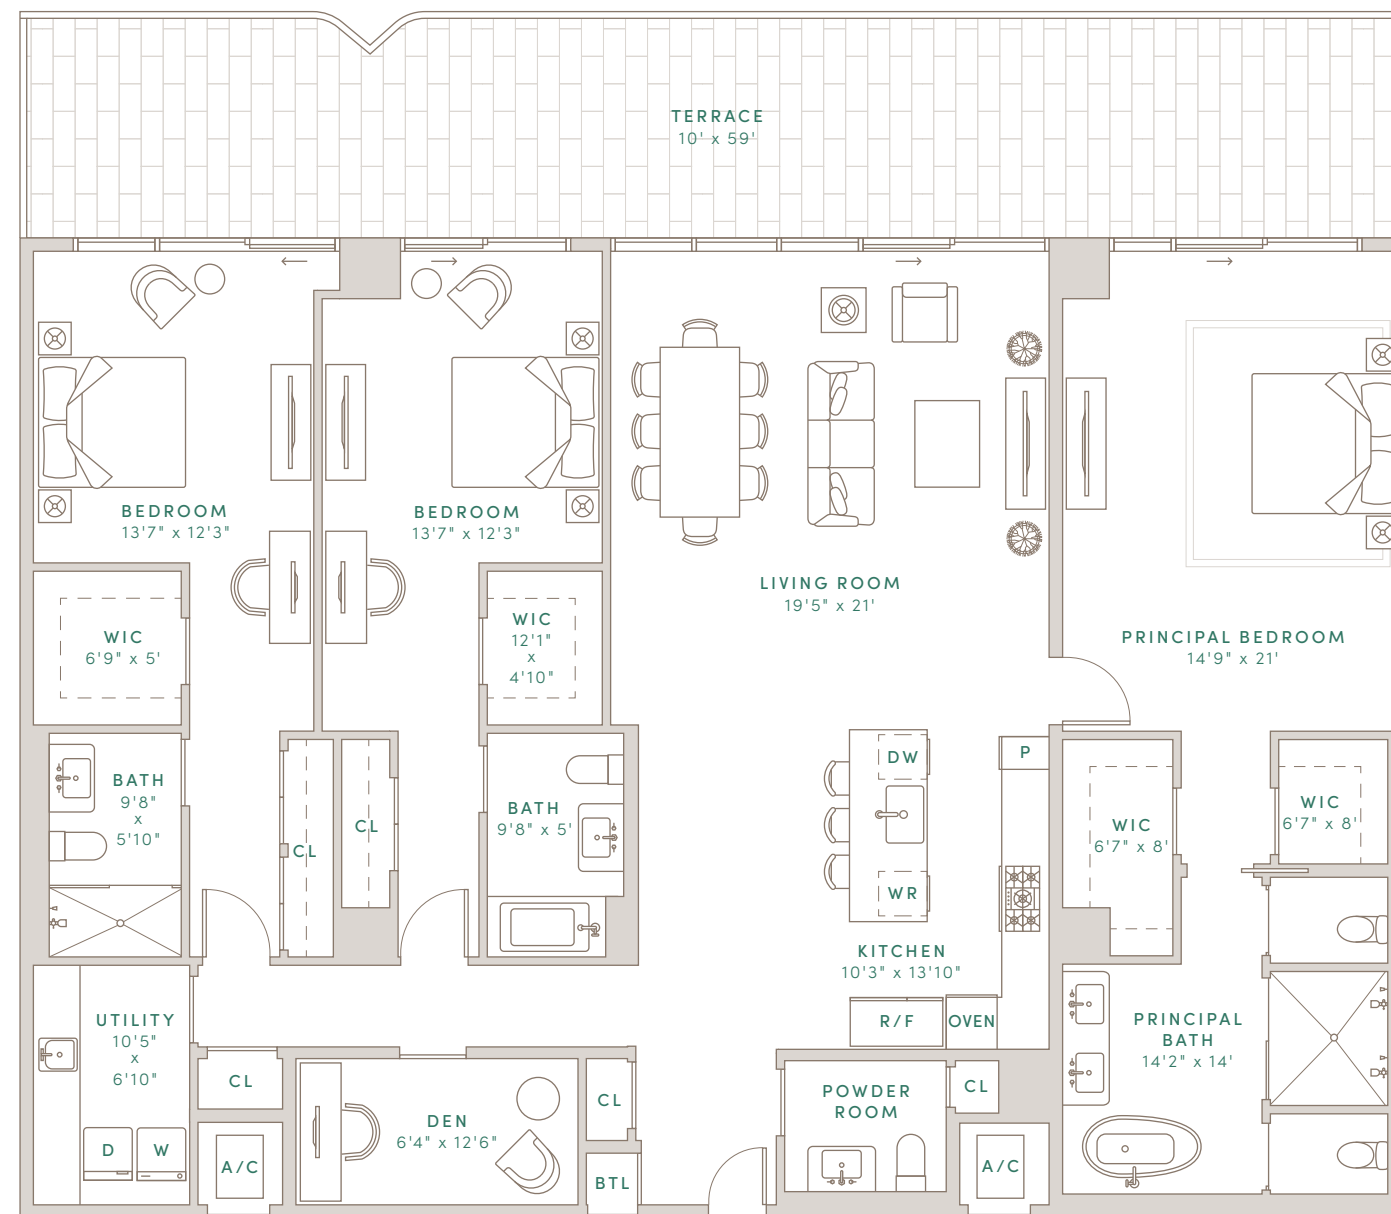 TERRACE
10' x 59'
BEDROOM
13'7" x 12'3"
BEDROOM
13'7" x 12'3"
LIVING ROOM
19'5" x 21'
PRINCIPAL BEDROOM
14'9" x 21'
WIC
6'9" x 5'
WIC
12'1"
x
4'10"
BATH
9'8"
x
5'10"
CL
CL
BATH
9'8" x 5'
DW
P
WR
KITCHEN
10'3" x 13'10"
R/F
OVEN
WIC
6'7" x 8'
WIC
6'7" x 8'
PRINCIPAL
BATH
14'2" x 14'
UTILITY
10'5"
x
6'10"
D
W
CL
A/C
DEN
6'4" x 12'6"
CL
BTL
POWDER
ROOM
CL
A/C